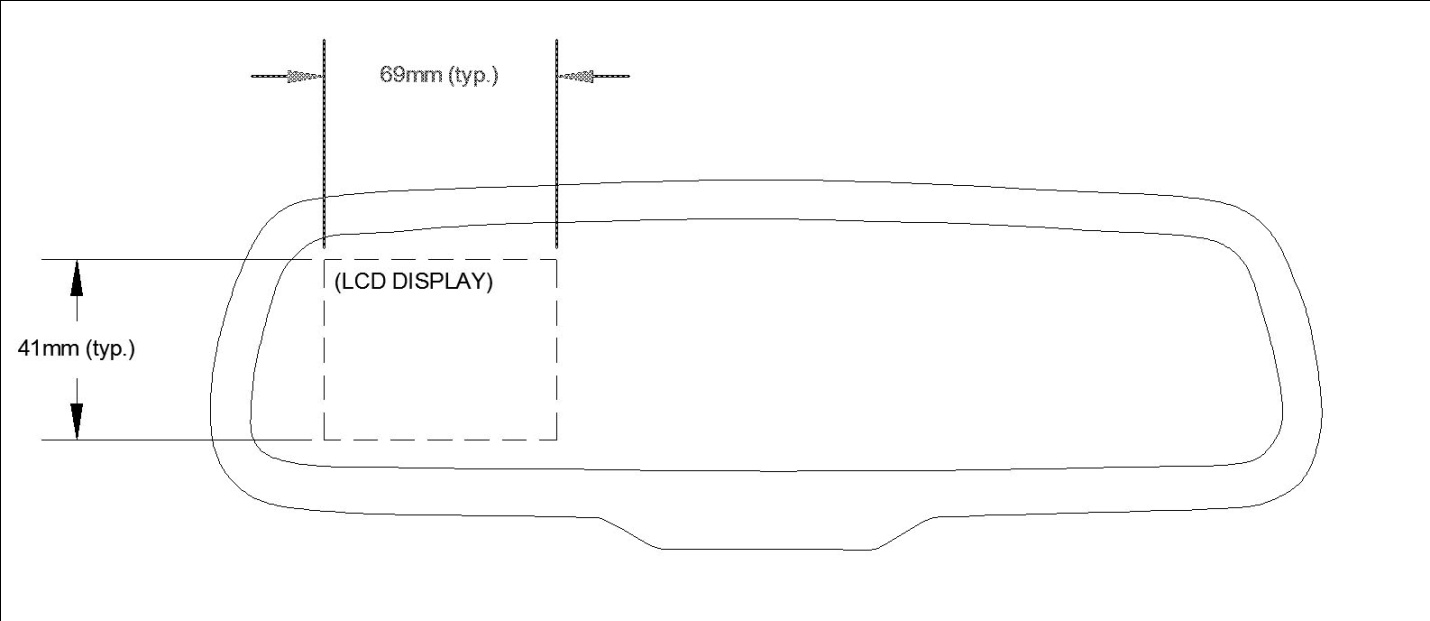 69mm (typ.)
(LCD DISPLAY)
41mm (typ.)